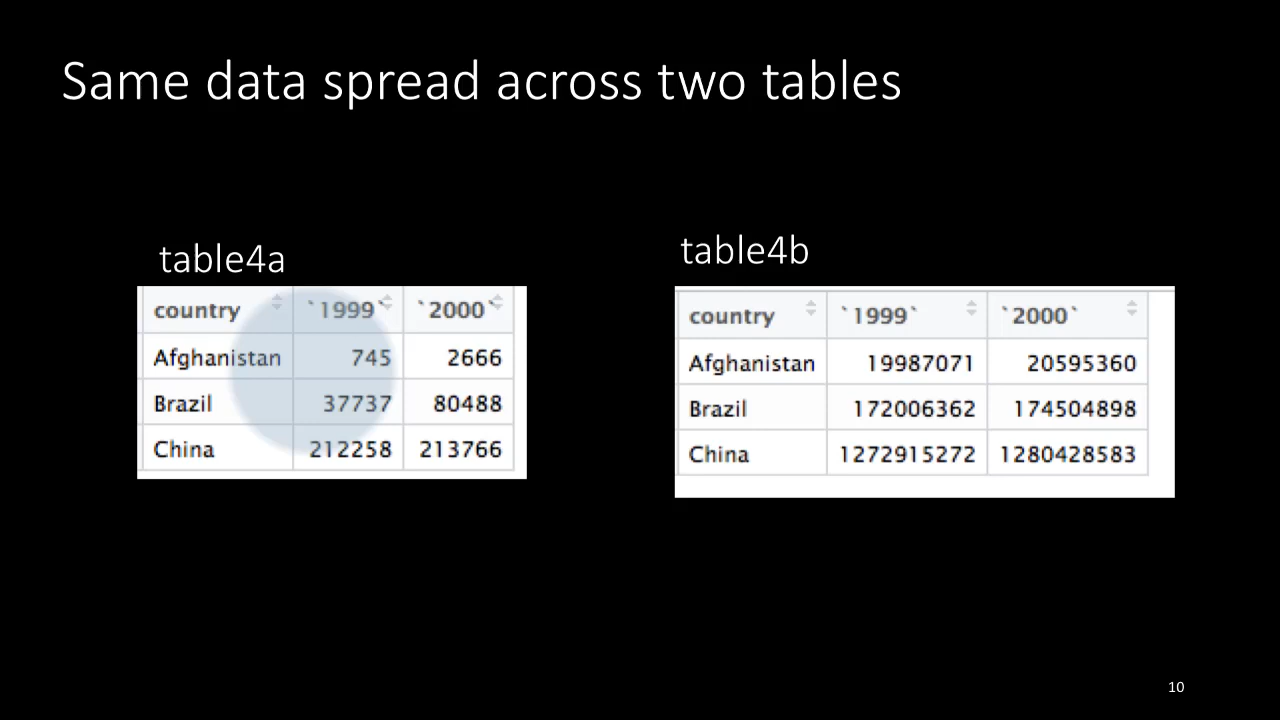 Same data spread across two tables
table4a
country `1999` `2000`
Afghanistan 745 2666
Brazil 37737 80488
China 212258 213766
table4b
country `1999` `2000`
Afghanistan 19987071 20595360
Brazil 172006362 174504898
China 1272915272 1280428583
10